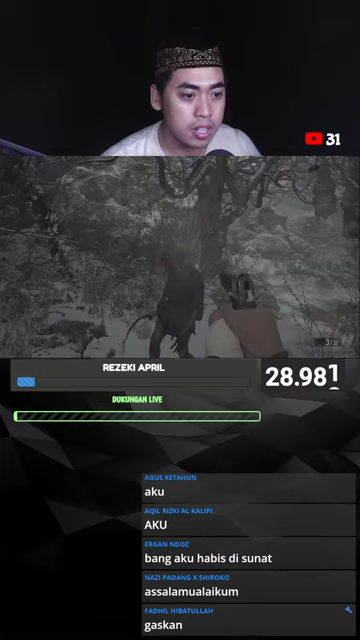 31
3/31
REZEKI APRIL
28.981
DUKUNGAN LIVE
AGUS KETAHUN
aku
AQIL RIZKI AL KALIPI
AKU
ERGAN NDOZ
bang aku habis di sunat
NAZI PADANG X SHIROKO
assalamualaikum
FADHIL HIBATULLAH
gaskan